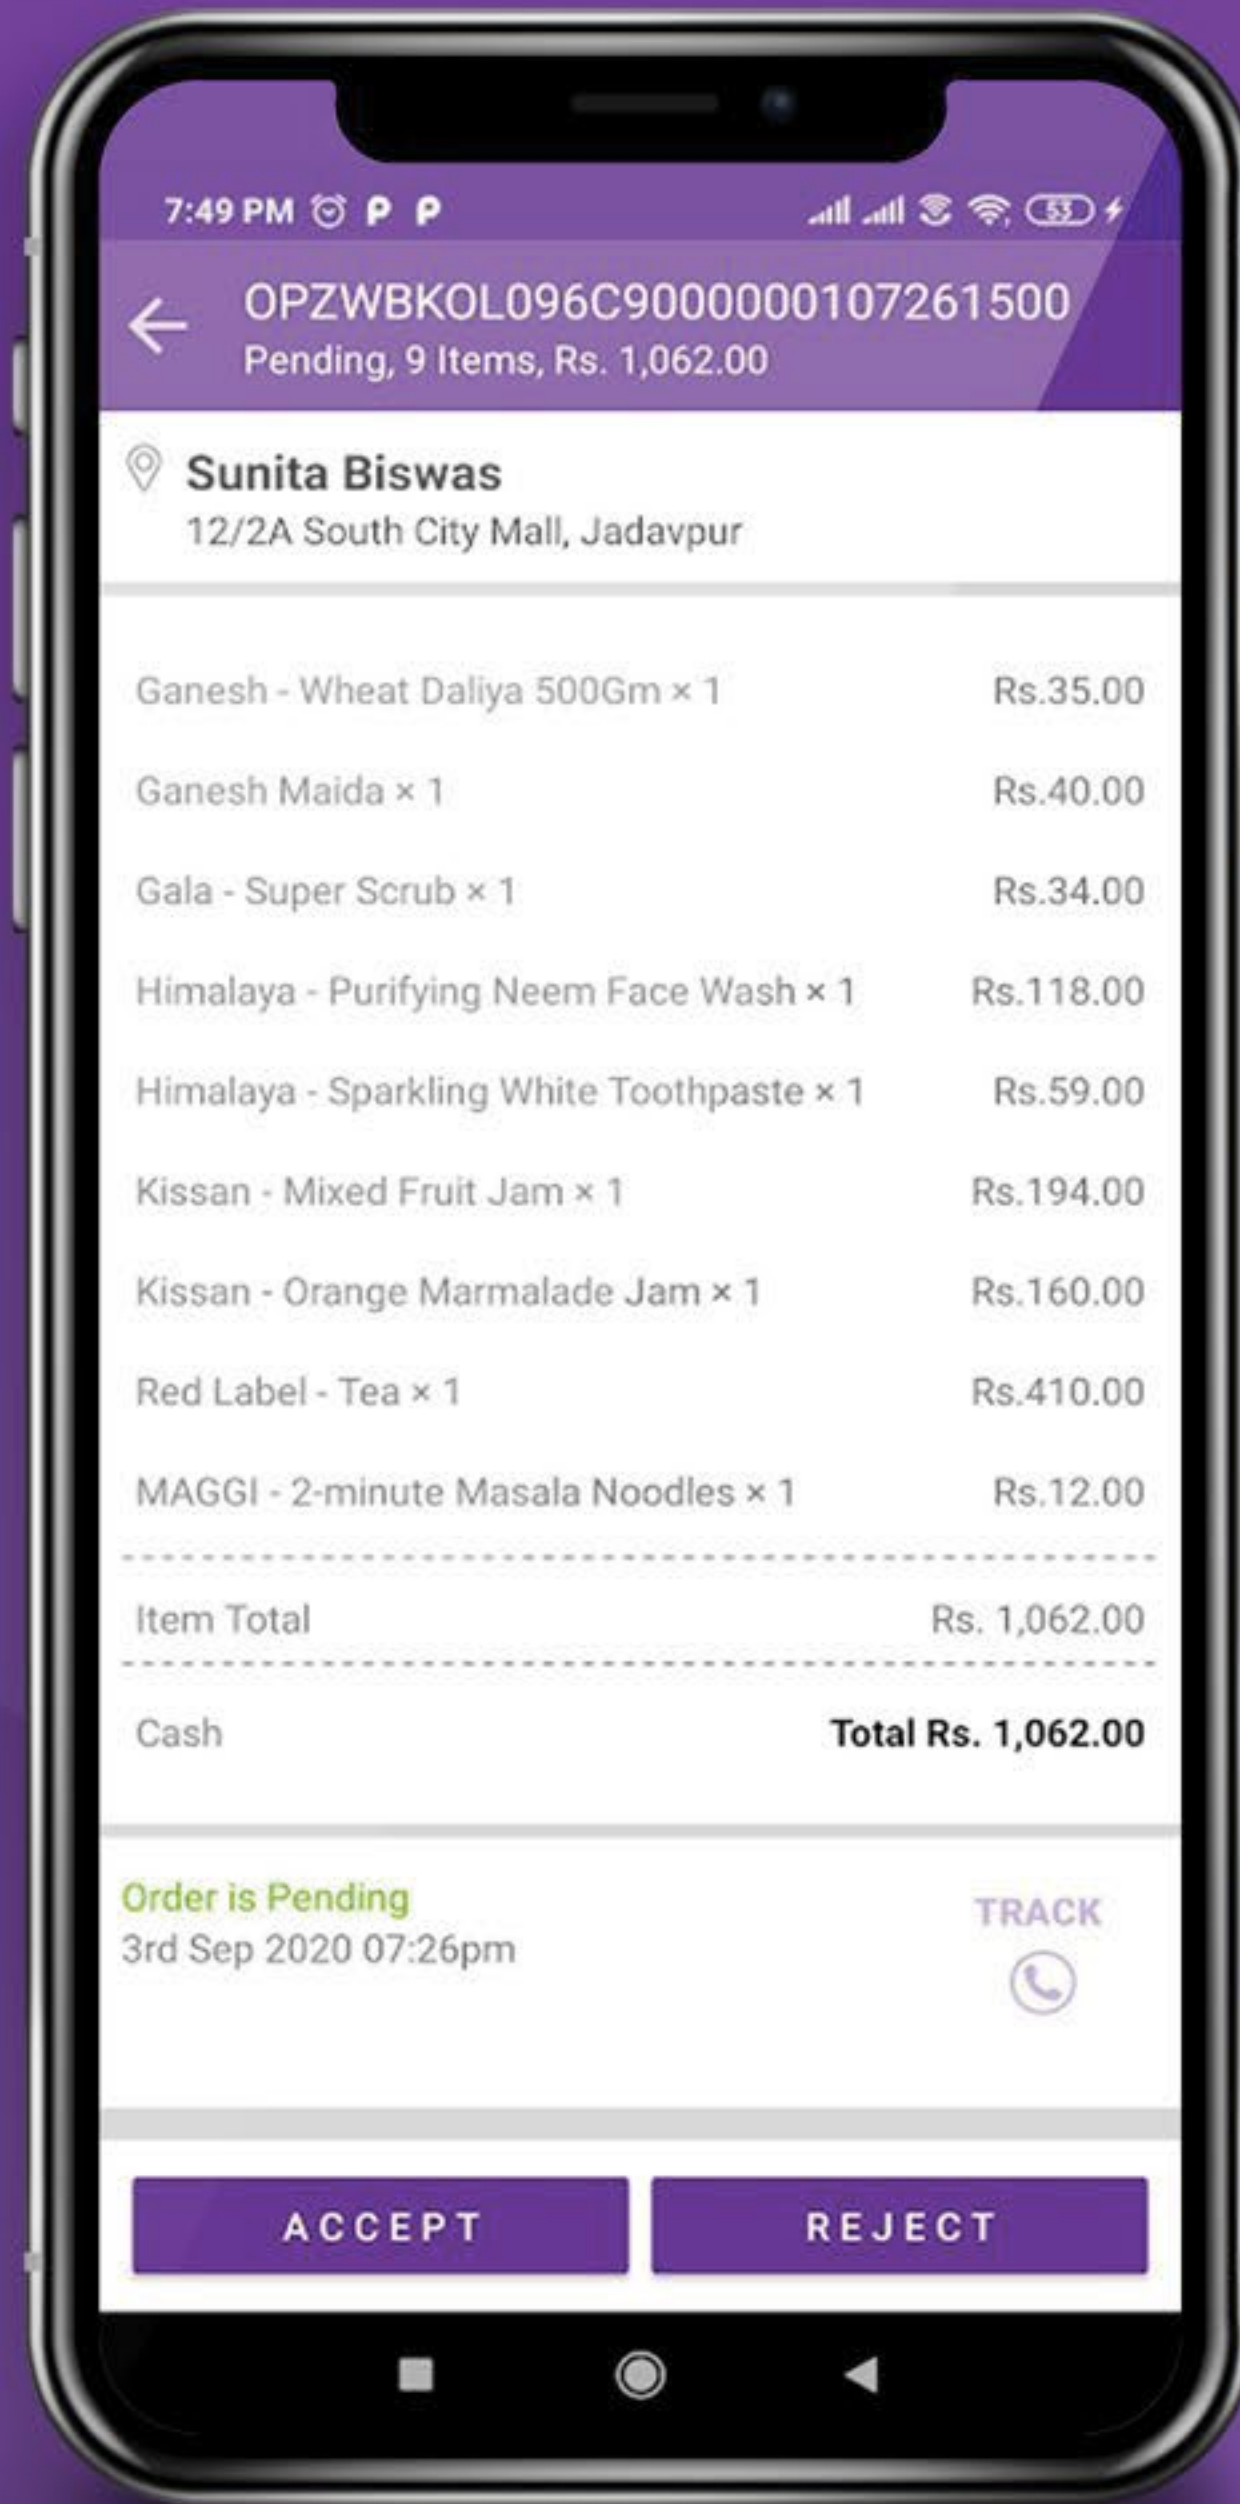 7:49 PM P P 53
OPZWBKOL096C9000000107261500
Pending, 9 Items, Rs. 1,062.00
Sunita Biswas
12/2A South City Mall, Jadavpur
Ganesh - Wheat Daliya 500Gm × 1 Rs.35.00
Ganesh Maida × 1 Rs.40.00
Gala - Super Scrub × 1 Rs.34.00
Himalaya - Purifying Neem Face Wash × 1 Rs.118.00
Himalaya - Sparkling White Toothpaste × 1 Rs.59.00
Kissan - Mixed Fruit Jam × 1 Rs.194.00
Kissan - Orange Marmalade Jam × 1 Rs.160.00
Red Label - Tea × 1 Rs.410.00
MAGGI - 2-minute Masala Noodles × 1 Rs.12.00
Item Total Rs. 1,062.00
Cash Total Rs. 1,062.00
Order is Pending
TRACK
3rd Sep 2020 07:26pm
ACCEPT REJECT